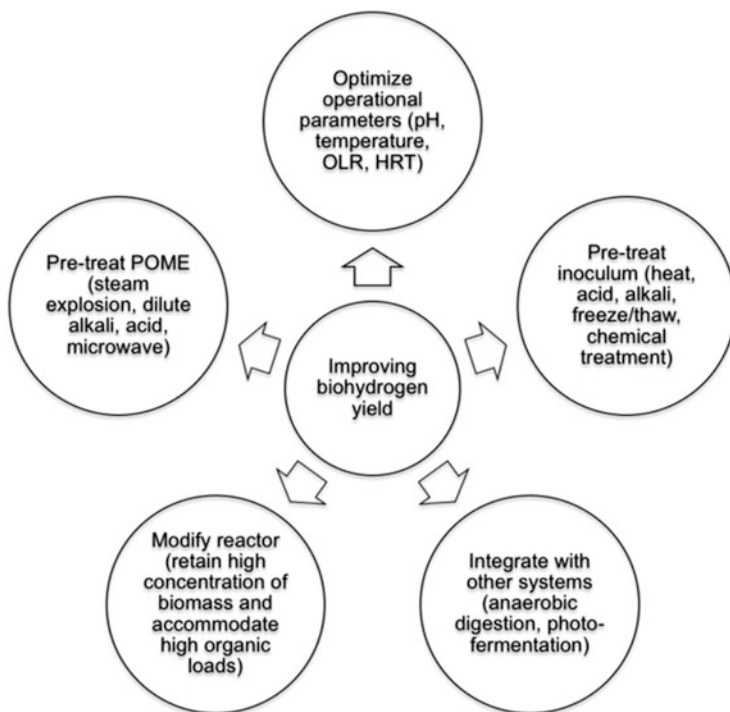 Optimize
operational
parameters (pH,
temperature,
OLR, HRT)
Pre-treat POME
(steam
explosion, dilute
alkali, acid,
microwave)
Pre-treat
inoculum (heat,
acid, alkali,
freeze/thaw,
chemical
treatment)
Improving
biohydrogen
yield
Modify reactor
(retain high
concentration of
biomass and
accommodate
high organic
loads)
Integrate with
other systems
(anaerobic
digestion, photo-
fermentation)